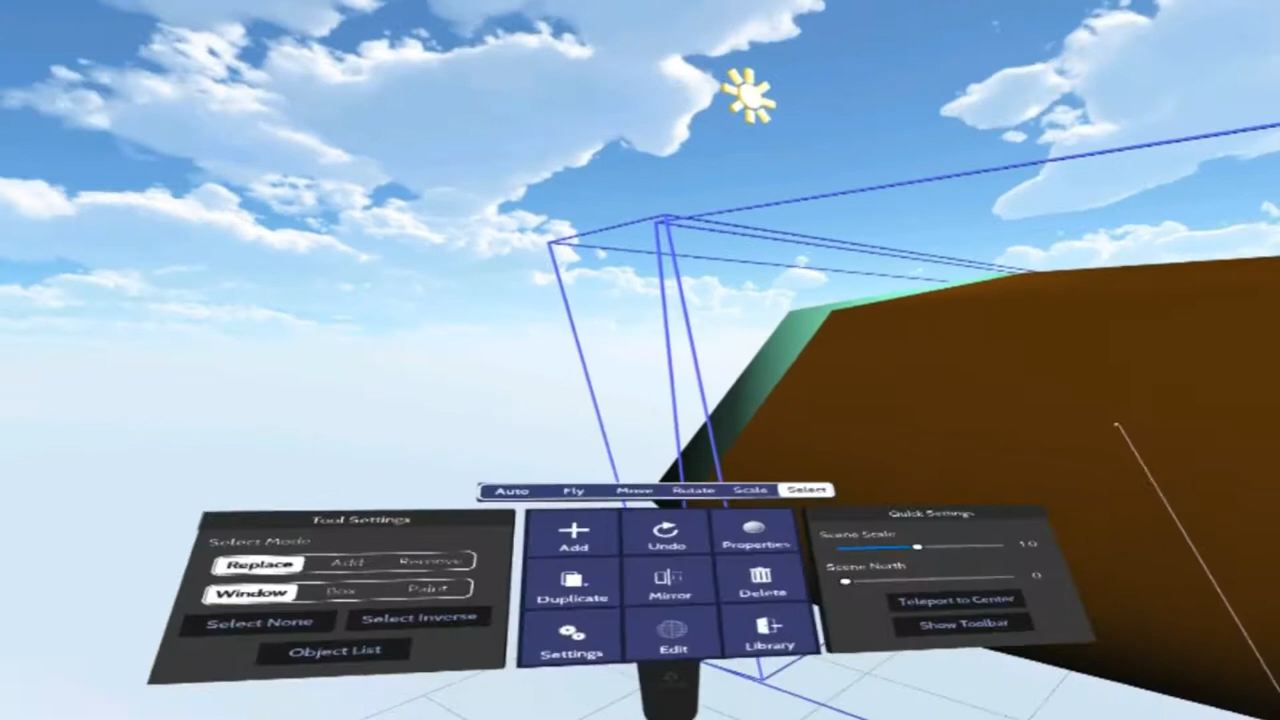 Auto Fly Move Rotate Scale Select
Tool Settings
Select Mode
Replace Add Remove
Window Box Paint
Select None Select Inverse
Object List
Add Undo Properties
Duplicate Mirror Delete
Settings Edit Library
Quick Settings
Scene Scale 1.0
Scene North 0
Teleport to Center
Show Toolbar